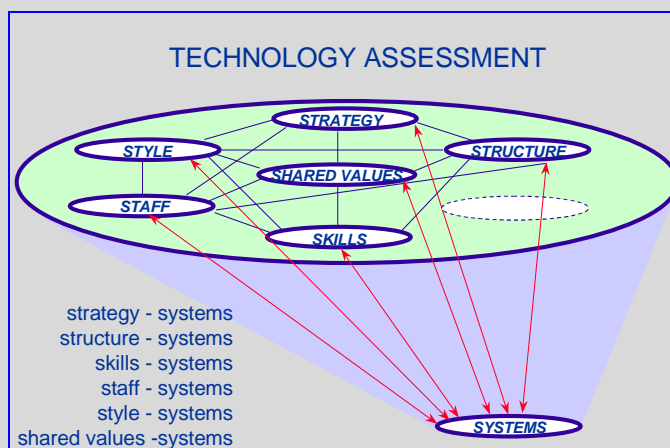 TECHNOLOGY ASSESSMENT
STRATEGY
STYLE
STRUCTURE
SHARED VALUES
STAFF
SKILLS
strategy - systems
structure - systems
skills - systems
staff - systems
style - systems
shared values -systems
SYSTEMS